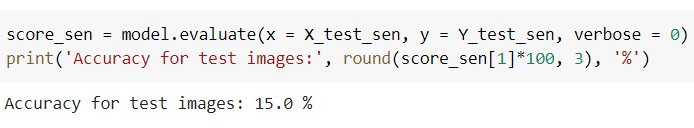 score_sen = model.evaluate(x = X_test_sen, y = Y_test_sen, verbose = 0)
print('Accuracy for test images:', round(score_sen[1]*100, 3), '%')
Accuracy for test images: 15.0 %